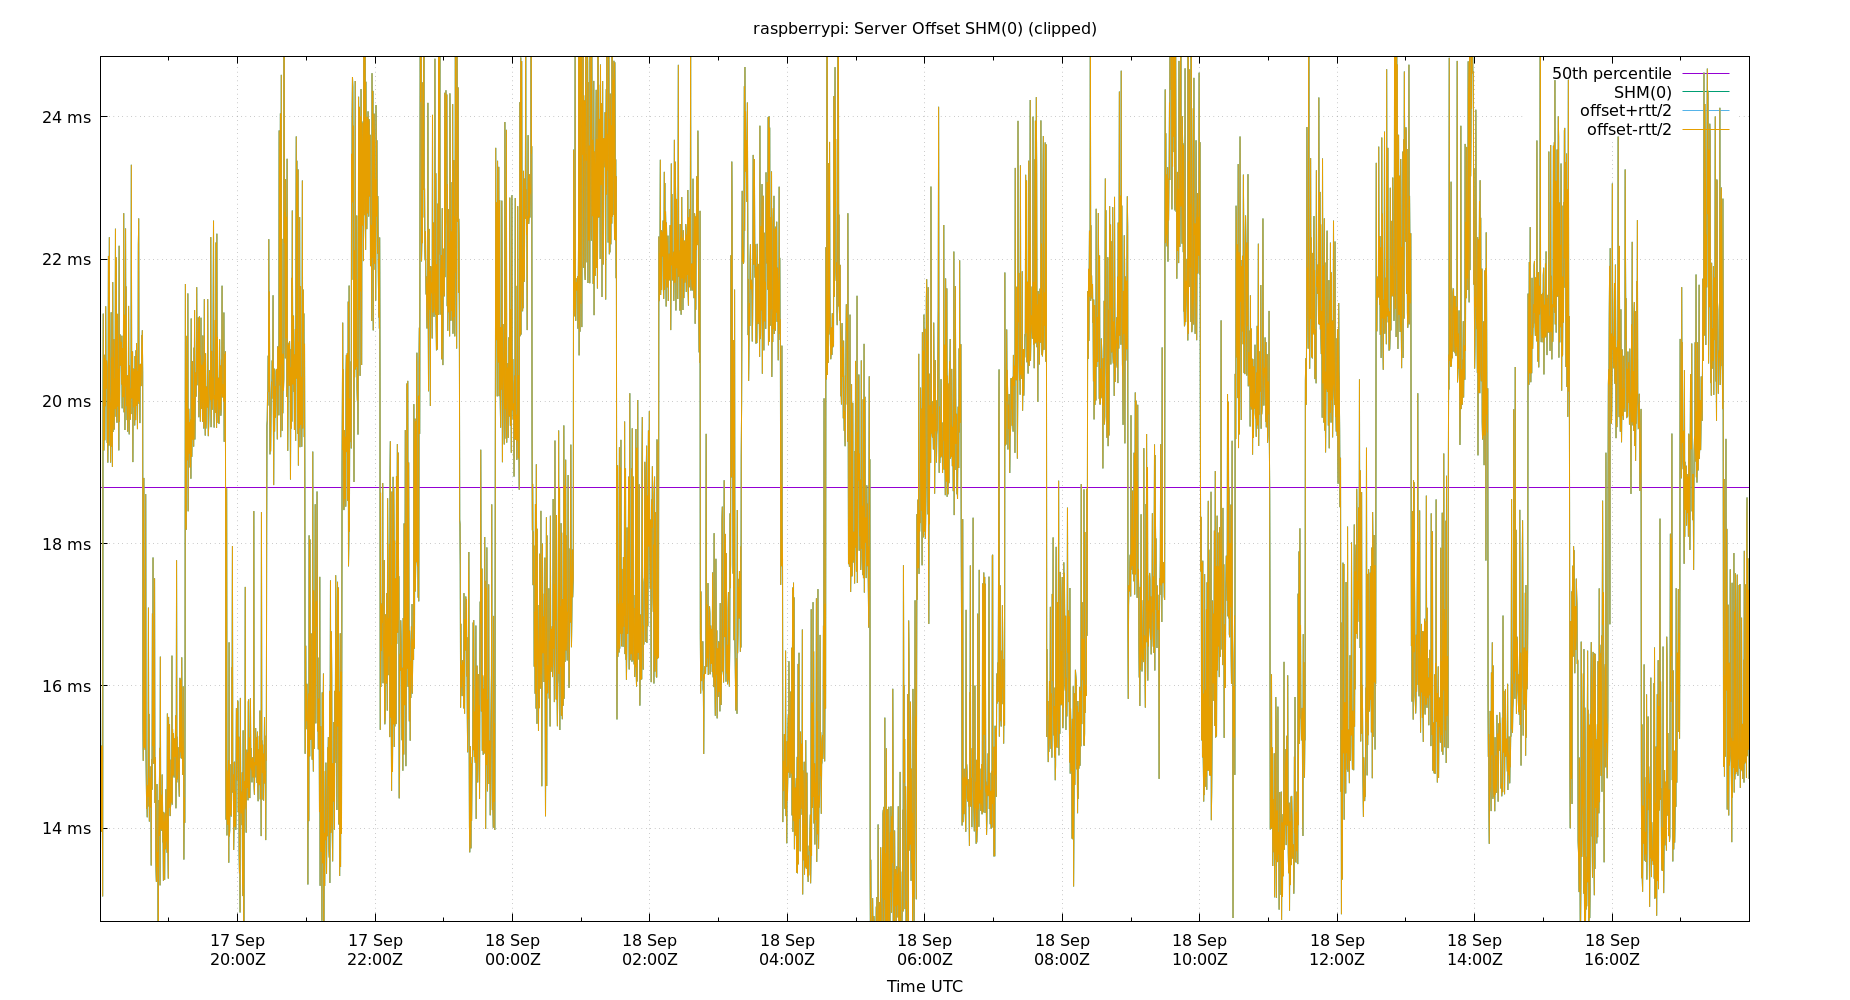 raspberrypi: Server Offset SHM(0) (clipped)
50th percentile
SHM(0)
offset+rtt/2
offset-rtt/2
24 ms
22 ms
20 ms
18 ms
16 ms
14 ms
17 Sep 17 Sep 18 Sep 18 Sep 18 Sep 18 Sep 18 Sep 18 Sep 18 Sep 18 Sep 18 Sep
20:00Z 22:00Z 00:00Z 02:00Z 04:00Z 06:00Z 08:00Z 10:00Z 12:00Z 14:00Z 16:00Z
Time UTC